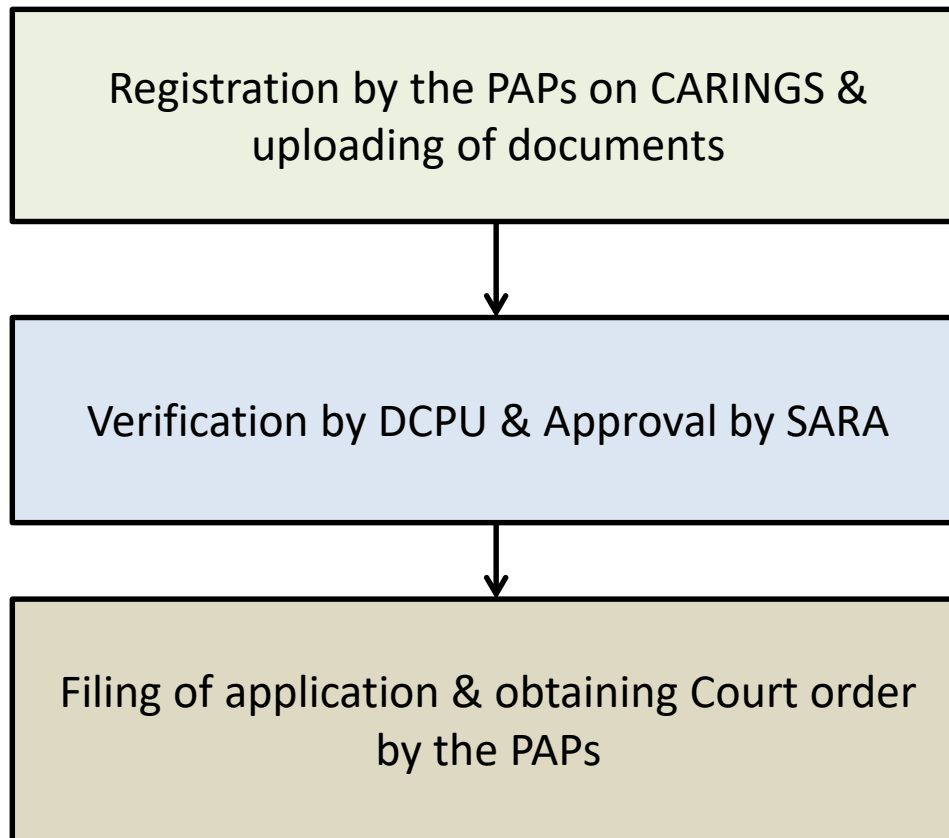 Registration by the PAPs on CARINGS &
uploading of documents
Verification by DCPU & Approval by SARA
Filing of application & obtaining Court order
by the PAPs